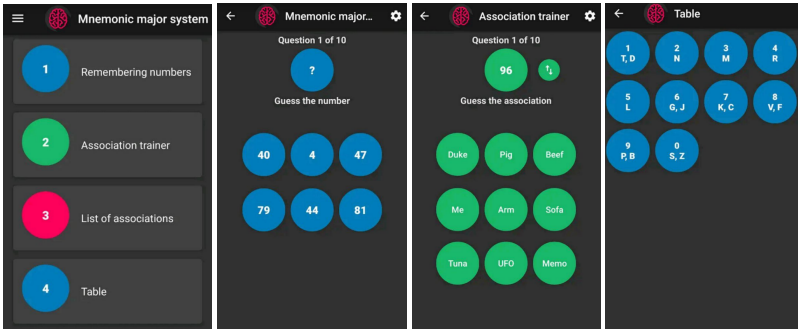 Mnemonic major system
1
Remembering numbers
2
Association trainer
3
List of associations
4
Table
Mnemonic major...
Question 1 of 10
?
Guess the number
40 4 47
79 44 81
Association trainer
Question 1 of 10
96
Guess the association
Duke Pig Beef
Me Arm Sofa
Tuna UFO Memo
Table
1 2 3 4
T, D N M R
5 6 7 8
L G, J K, C V, F
9 0
P, B S, Z